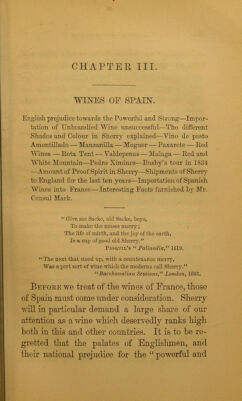 CHAPTER III.
WINES OF SPAIN.
English prejudice towards the Powerful and Strong—Impor-
tation of Unbrandied Wine unsuccessful—The different
Shades and Colour in Sherry explained—Vino de pasto
Amontillado — Manzanilla — Moguer — Paxarete — Red
Wines — Rota Tent — Valdepenas — Malaga — Red and
White Mountain—Pedro Ximines—Busby's tour in 1834
—Amount of Proof Spirit in Sherry—Shipments of Sherry
to England for the last ten years—Importation of Spanish
Wines into France—Interesting Facts furnished by Mr.
Consul Mark.
"Give me Sacke, old Sacke, boys,
To make the muses merry;
The life of mirth, and the joy of the earth,
Is a cup of good old Sherry."
PASQUIL'S "Palinodia," 1619.
"The next that stood up, with a countenance merry,
Was a pert sort of wine which the moderns call Sherry."
"Bacchanalian Sessions," London, 1693.
BEFORE we treat of the wines of France, those
of Spain must come under consideration. Sherry
will in particular demand a large share of our
attention as a wine which deservedly ranks high
both in this and other countries. It is to be re-
gretted that the palates of Englishmen, and
their national prejudice for the "powerful and